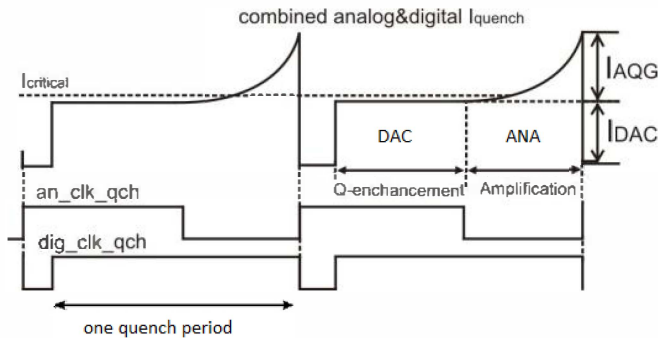 combined analog&digital Iquench
Icritical
IAQG
DAC
ANA
IDAC
Q-enchancement
Amplification
an_clk_qch
dig_clk_qch
one quench period